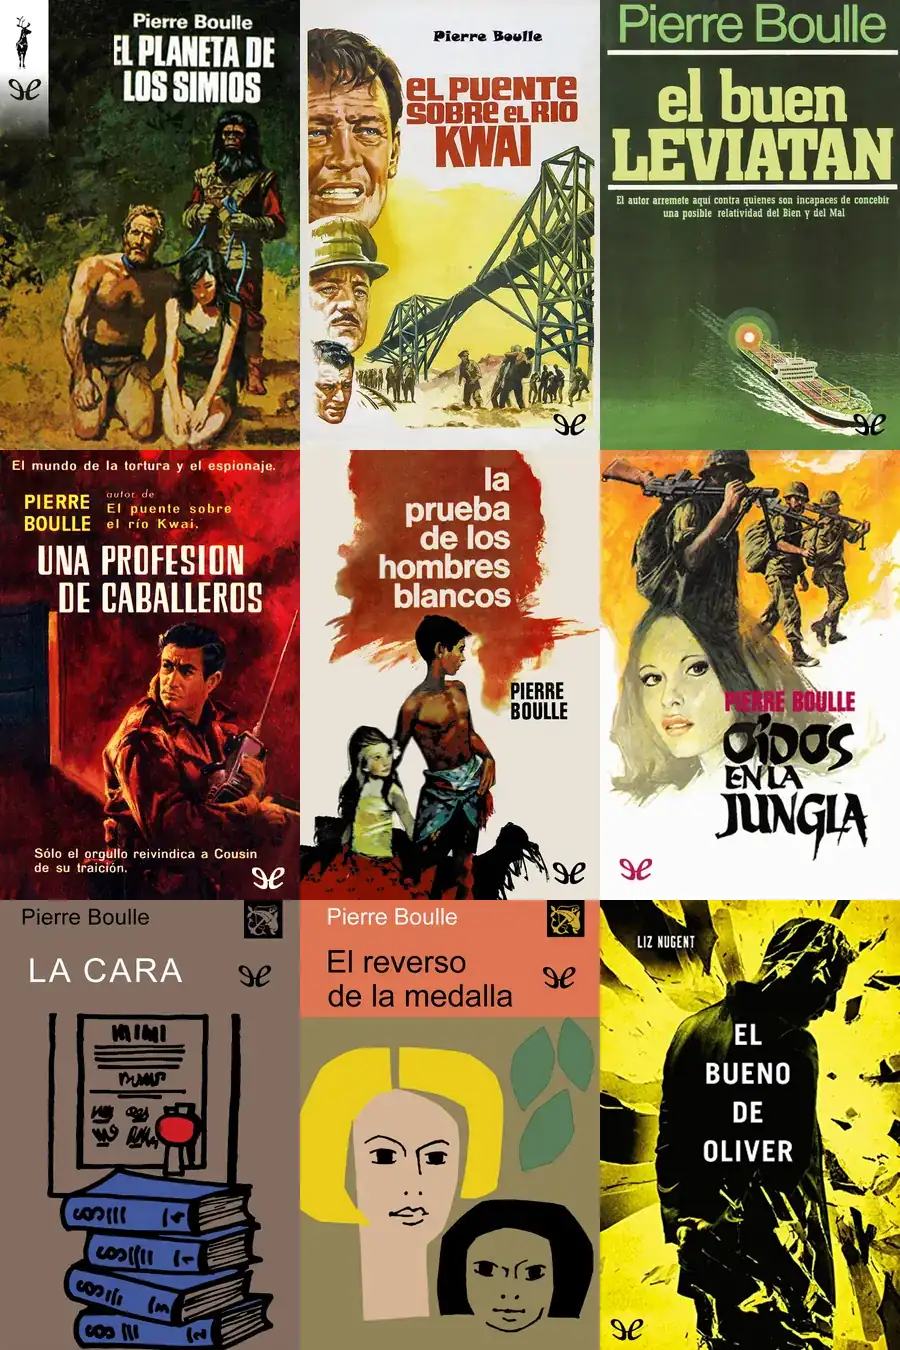 Pierre Boulle
EL PLANETA DE
LOS SIMIOS
Pierre Boulle
EL PUENTE
SOBRE EL RIO
KWAI
Pierre Boulle
el buen
LEVIATAN
El autor arremete aquí contra quienes son incapaces de concebir
una posible relatividad del Bien y del Mal
El mundo de la tortura y el espionaje.
PIERRE
BOULLE
autor de
El puente sobre
el río Kwai.
UNA PROFESION
DE CABALLEROS
Sólo el orgullo reivindica a Cousin
de su traición.
la
prueba
de los
hombres
blancos
PIERRE
BOULLE
PIERRE BOULLE
OÍDOS
EN LA
JUNGLA
Pierre Boulle
LA CARA
Pierre Boulle
El reverso
de la medalla
LIZ NUGENT
EL
BUENO
DE
OLIVER